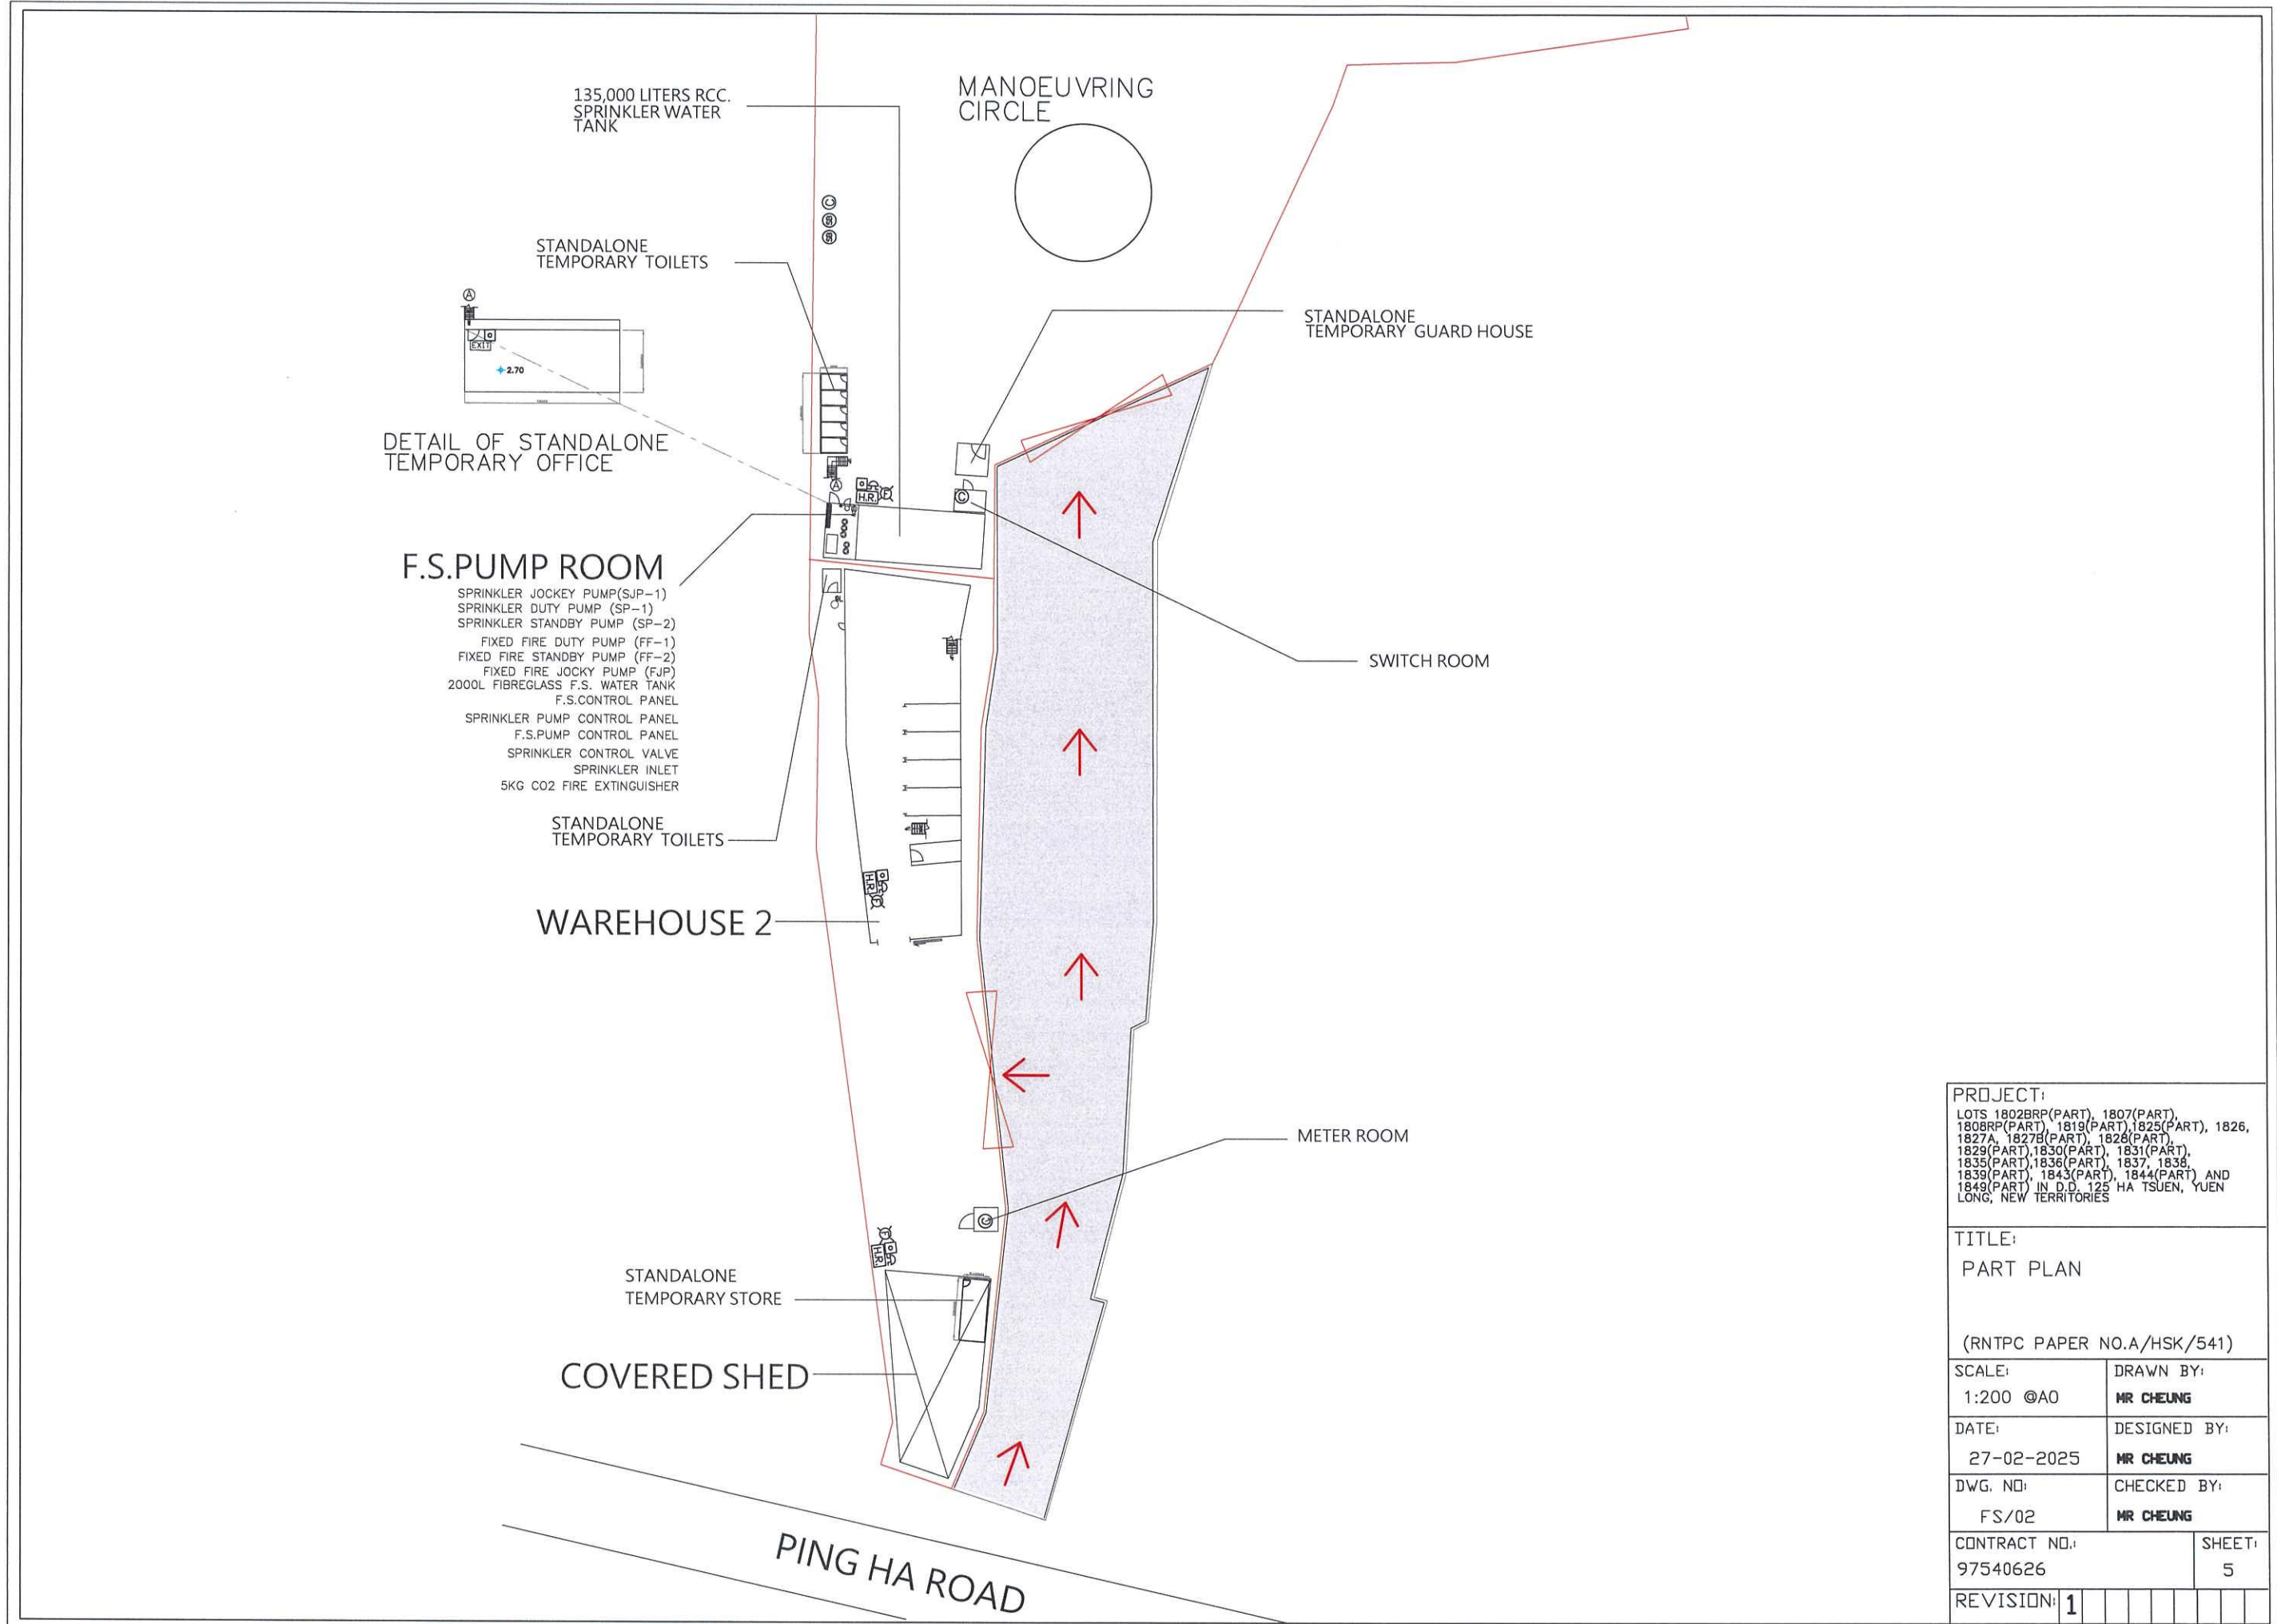 135,000 LITERS RCC.
SPRINKLER WATER
TANK
MANOEUVRING
CIRCLE
C
SB
SB
STANDALONE
TEMPORARY TOILETS
STANDALONE
TEMPORARY GUARD HOUSE
A
EXIT
2.70
DETAIL OF STANDALONE
TEMPORARY OFFICE
A
H.R.
F
C
F.S.PUMP ROOM
SPRINKLER JOCKEY PUMP(SJP-1)
SPRINKLER DUTY PUMP (SP-1)
SPRINKLER STANDBY PUMP (SP-2)
FIXED FIRE DUTY PUMP (FF-1)
FIXED FIRE STANDBY PUMP (FF-2)
FIXED FIRE JOCKY PUMP (FJP)
2000L FIBREGLASS F.S. WATER TANK
F.S.CONTROL PANEL
SPRINKLER PUMP CONTROL PANEL
F.S.PUMP CONTROL PANEL
SPRINKLER CONTROL VALVE
SPRINKLER INLET
5KG CO2 FIRE EXTINGUISHER
SWITCH ROOM
STANDALONE
TEMPORARY TOILETS
H.R.
F
WAREHOUSE 2
METER ROOM
C
F
H.R.
STANDALONE
TEMPORARY STORE
COVERED SHED
PING HA ROAD
PROJECT:
LOTS 1802BRP(PART), 1807(PART),
1808RP(PART), 1819(PART),1825(PART), 1826,
1827A, 1827B(PART), 1828(PART),
1829(PART),1830(PART), 1831(PART),
1835(PART),1836(PART), 1837, 1838,
1839(PART), 1843(PART), 1844(PART) AND
1849(PART) IN D.D. 125 HA TSUEN, YUEN
LONG, NEW TERRITORIES
TITLE:
PART PLAN
(RNTPC PAPER NO.A/HSK/541)
SCALE:
1:200 @A0
DRAWN BY:
MR CHEUNG
DATE:
27-02-2025
DESIGNED BY:
MR CHEUNG
DWG. NO:
FS/02
CHECKED BY:
MR CHEUNG
CONTRACT NO.:
97540626
SHEET:
5
REVISION: 1